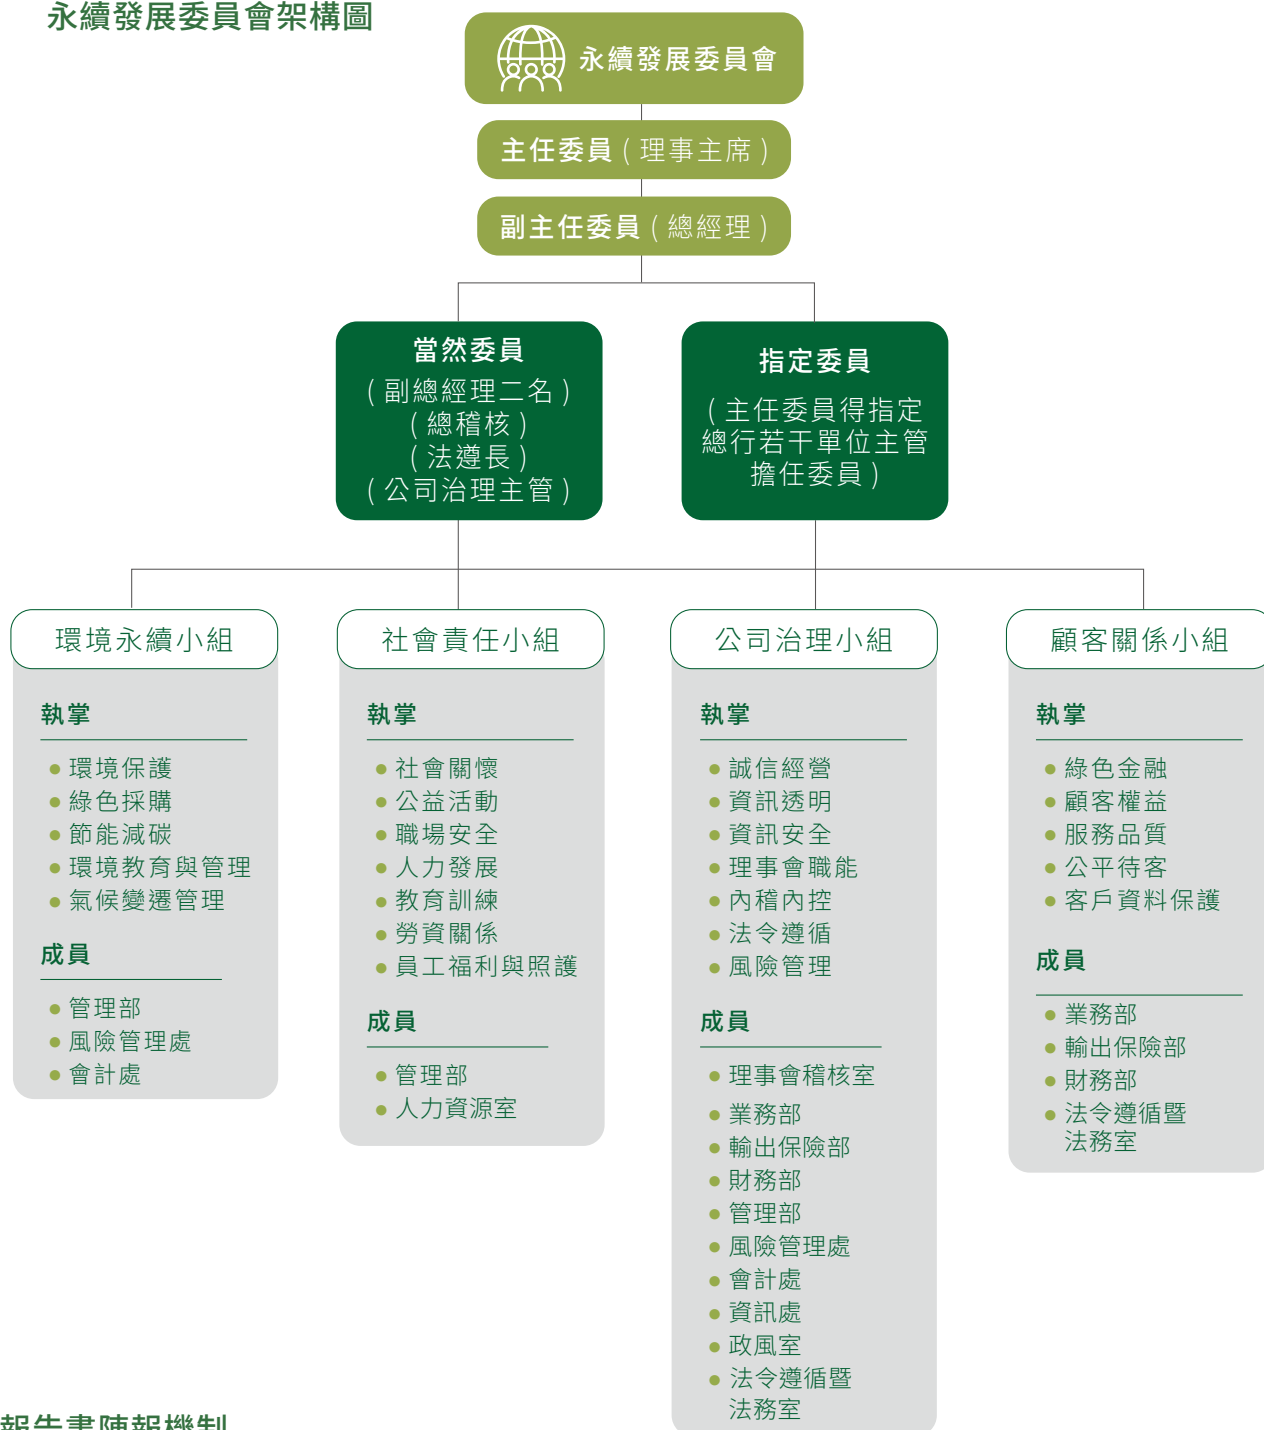 永續發展委員會架構圖
永續發展委員會
主任委員(理事主席)
副主任委員(總經理)
當然委員
(副總經理二名)
(總稽核)
(法遵長)
(公司治理主管)
指定委員
(主任委員得指定
總行若干單位主管
擔任委員)
環境永續小組
執掌
環境保護
綠色採購
節能減碳
環境教育與管理
氣候變遷管理
成員
管理部
風險管理處
會計處
社會責任小組
執掌
社會關懷
公益活動
職場安全
人力發展
教育訓練
勞資關係
員工福利與照護
成員
管理部
人力資源室
公司治理小組
執掌
誠信經營
資訊透明
資訊安全
理事會職能
內稽內控
法令遵循
風險管理
成員
理事會稽核室
業務部
輸出保險部
財務部
管理部
風險管理處
會計處
資訊處
政風室
法令遵循暨
法務室
顧客關係小組
執掌
綠色金融
顧客權益
服務品質
公平待客
客戶資料保護
成員
業務部
輸出保險部
財務部
法令遵循暨
法務室
報告書陳報機制